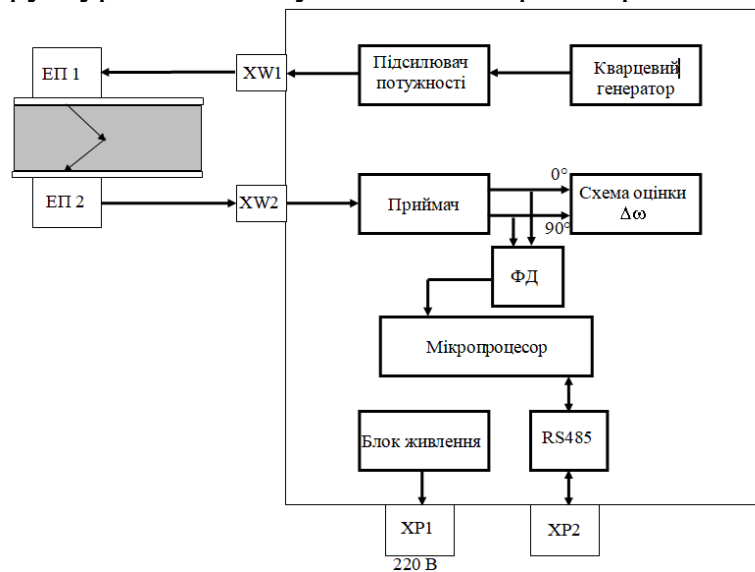 ЕП 1
XW1
Підсилювач
потужності
Кварцевий
генератор
ЕП 2
XW2
Приймач
0°
90°
Схема оцінки
Δω
ФД
Мікропроцесор
Блок живлення
RS485
XP1
XP2
220 В